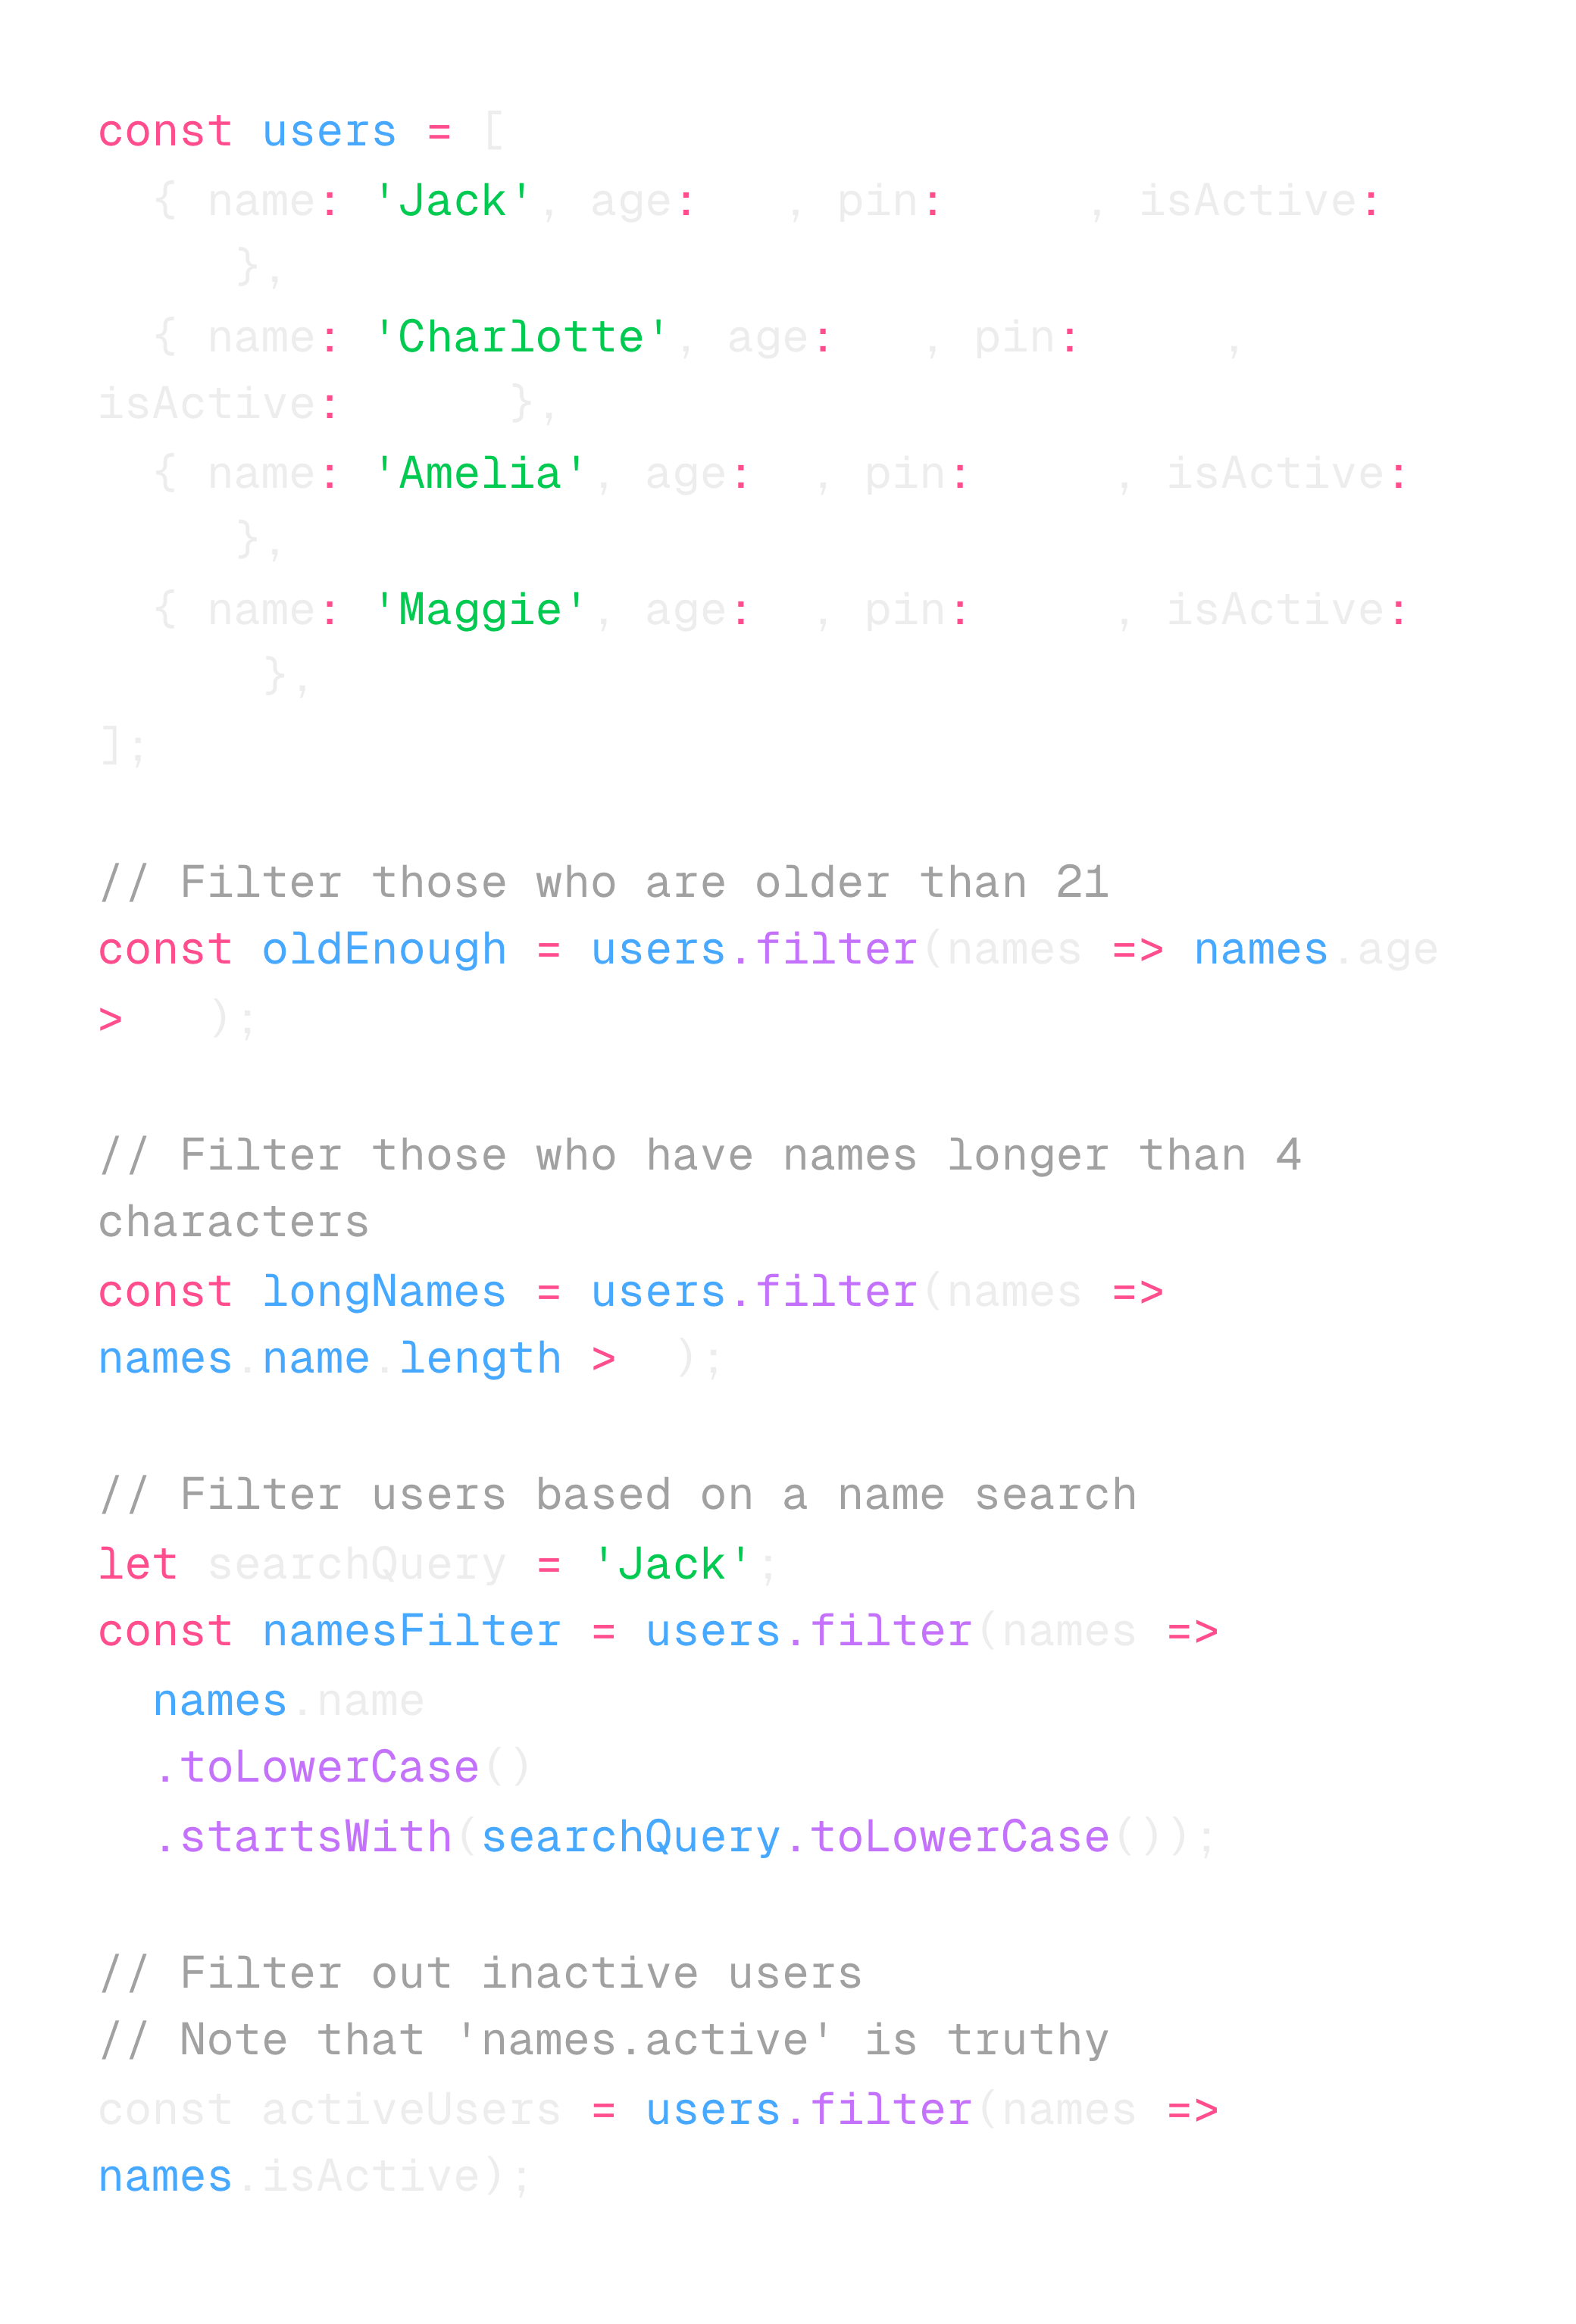 const users = [
  { name: 'Jack', age:   , pin:     , isActive:
     },
  { name: 'Charlotte', age:   , pin:     ,
isActive:      },
  { name: 'Amelia', age:  , pin:     , isActive:
     },
  { name: 'Maggie', age:  , pin:     , isActive:
      },
];

// Filter those who are older than 21
const oldEnough = users.filter(names => names.age
>   );

// Filter those who have names longer than 4
characters
const longNames = users.filter(names =>
names.name.length >  );

// Filter users based on a name search
let searchQuery = 'Jack';
const namesFilter = users.filter(names =>
  names.name
  .toLowerCase()
  .startsWith(searchQuery.toLowerCase());

// Filter out inactive users
// Note that 'names.active' is truthy
const activeUsers = users.filter(names =>
names.isActive);